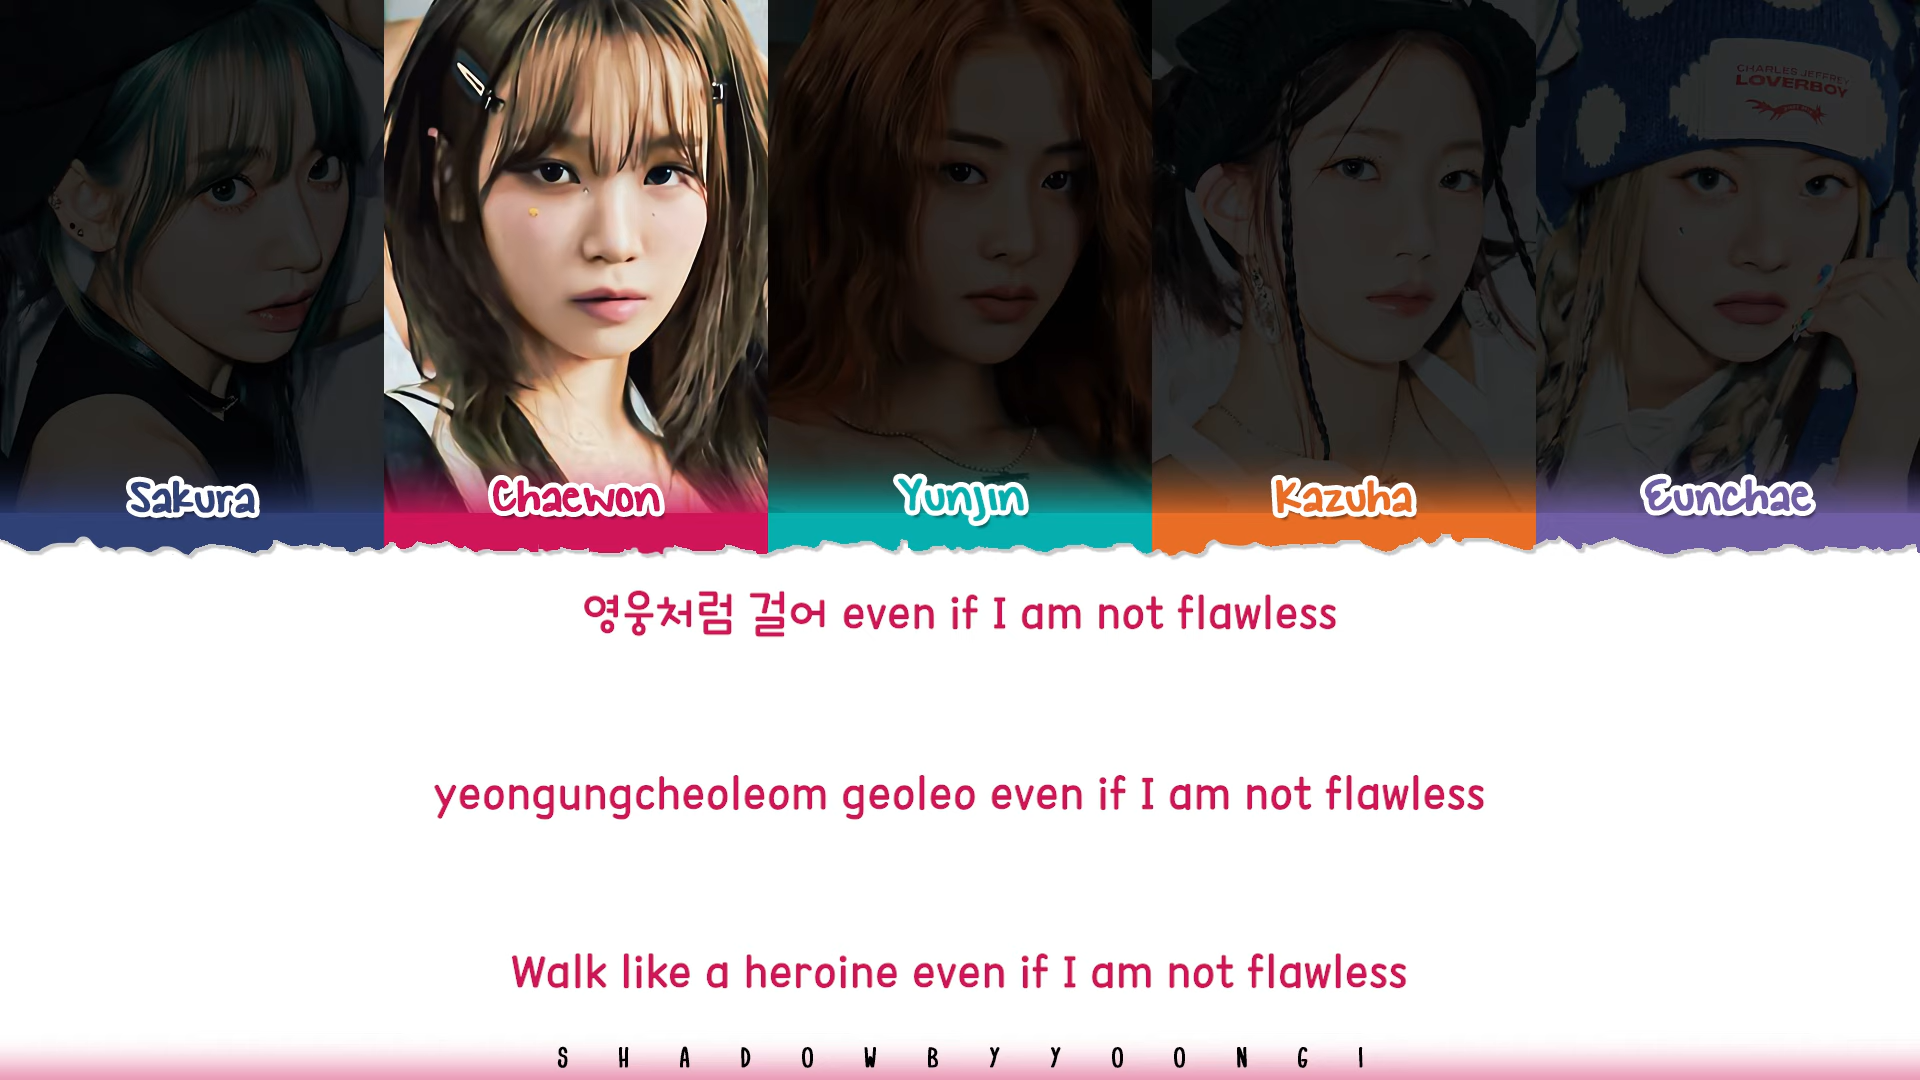 CHARLES JEFFREY
LOVERBOY
Sakura
Chaewon
Yunjin
Kazuha
Eunchae
영웅처럼 걸어 even if I am not flawless
yeongungcheoleom geoleo even if I am not flawless
Walk like a heroine even if I am not flawless
SHADOWBYYOONGI